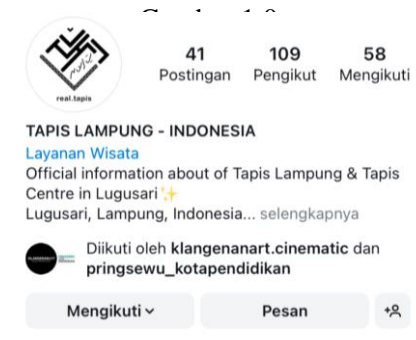 41 109 58
Postingan Pengikut Mengikuti
real.tapis
TAPIS LAMPUNG - INDONESIA
Layanan Wisata
Official information about of Tapis Lampung & Tapis
Centre in Lugusari✨
Lugusari, Lampung, Indonesia... selengkapnya
Diikuti oleh klangenanart.cinematic dan
pringsewu_kotapendidikan
Mengikuti Pesan